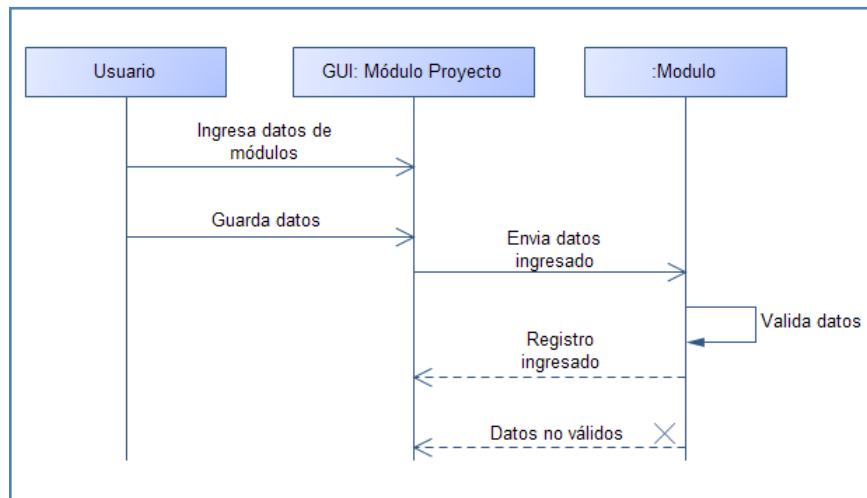 Usuario
GUI: Módulo Proyecto
:Modulo
Ingresa datos de
módulos
Guarda datos
Envia datos
ingresado
Valida datos
Registro
ingresado
Datos no válidos